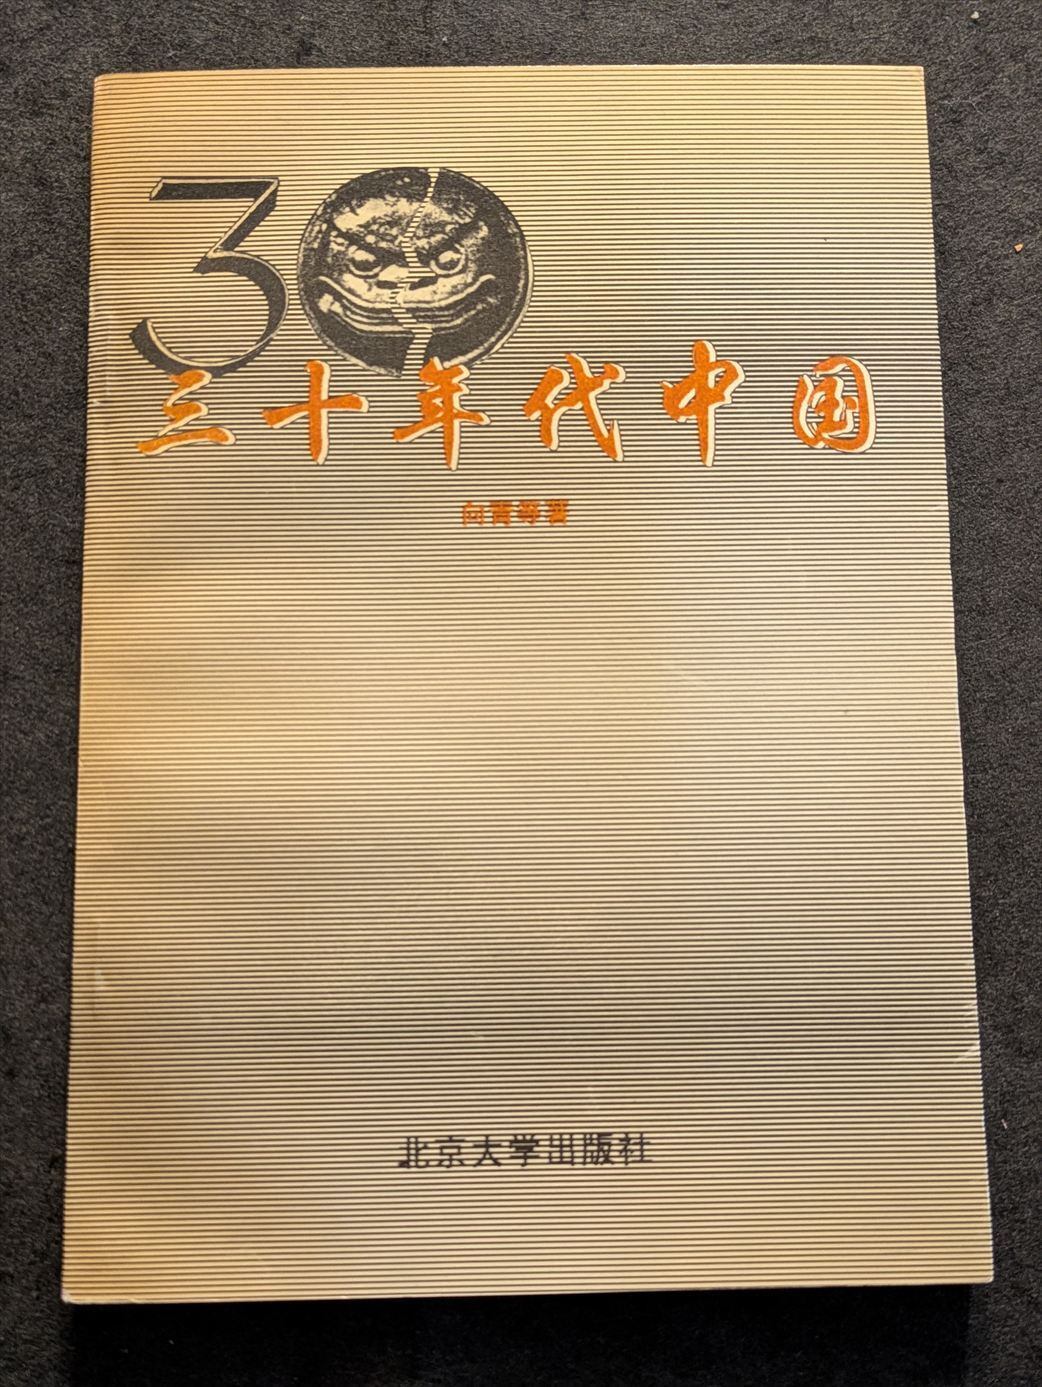 30
三十年代中国
向青等著
北京大学出版社